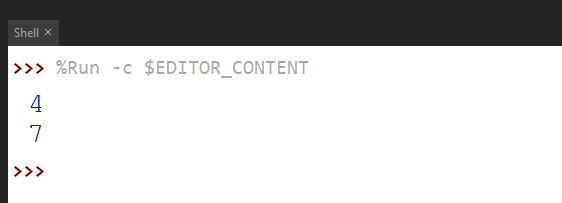 Shell ×
>>> %Run -c $EDITOR_CONTENT
4
7
>>>